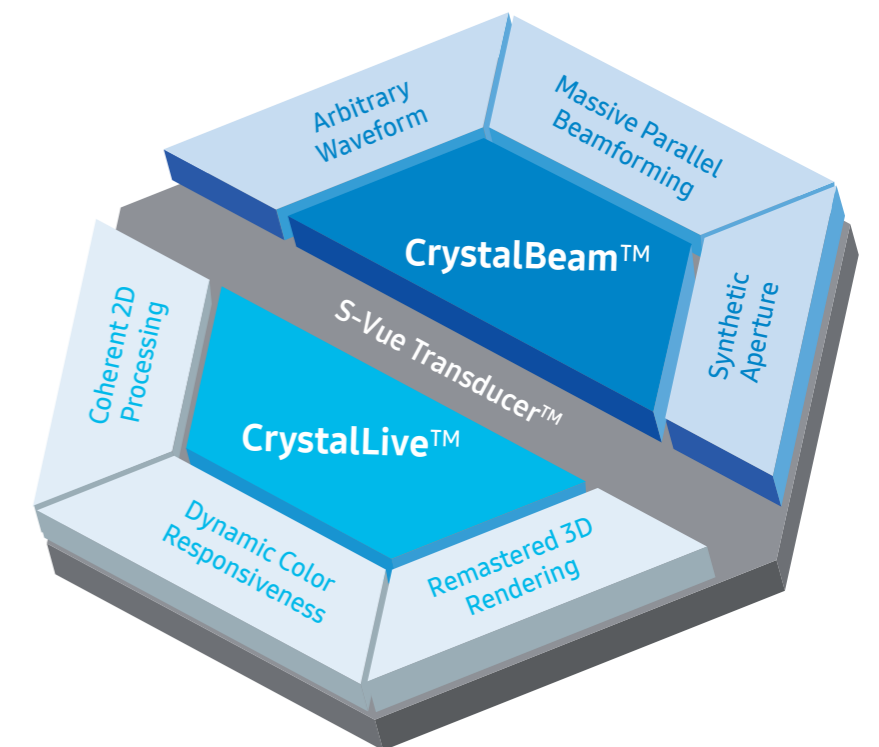 Arbitrary
Waveform
Massive Parallel
Beamforming
CrystalBeam™
Synthetic
Aperture
S-Vue Transducer™
Coherent 2D
Processing
CrystalLive™
Dynamic Color
Responsiveness
Remastered 3D
Rendering